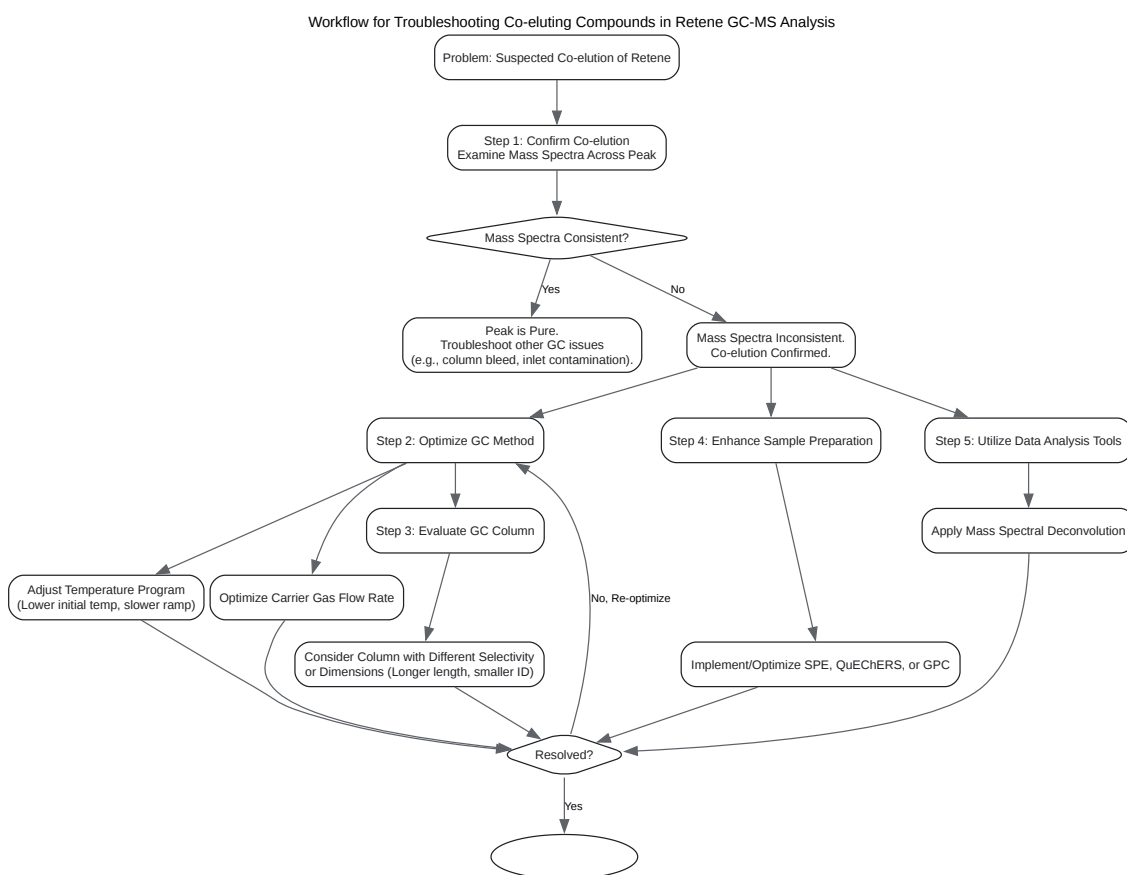 Workflow for Troubleshooting Co-eluting Compounds in Retene GC-MS Analysis
Problem: Suspected Co-elution of Retene
Step 1: Confirm Co-elution
Examine Mass Spectra Across Peak
Mass Spectra Consistent?
Yes
No
Peak is Pure.
Troubleshoot other GC issues
(e.g., column bleed, inlet contamination).
Mass Spectra Inconsistent.
Co-elution Confirmed.
Step 2: Optimize GC Method
Step 4: Enhance Sample Preparation
Step 5: Utilize Data Analysis Tools
Step 3: Evaluate GC Column
Apply Mass Spectral Deconvolution
Adjust Temperature Program
(Lower initial temp, slower ramp)
Optimize Carrier Gas Flow Rate
No, Re-optimize
Consider Column with Different Selectivity
or Dimensions (Longer length, smaller ID)
Implement/Optimize SPE, QuEChERS, or GPC
Resolved?
Yes